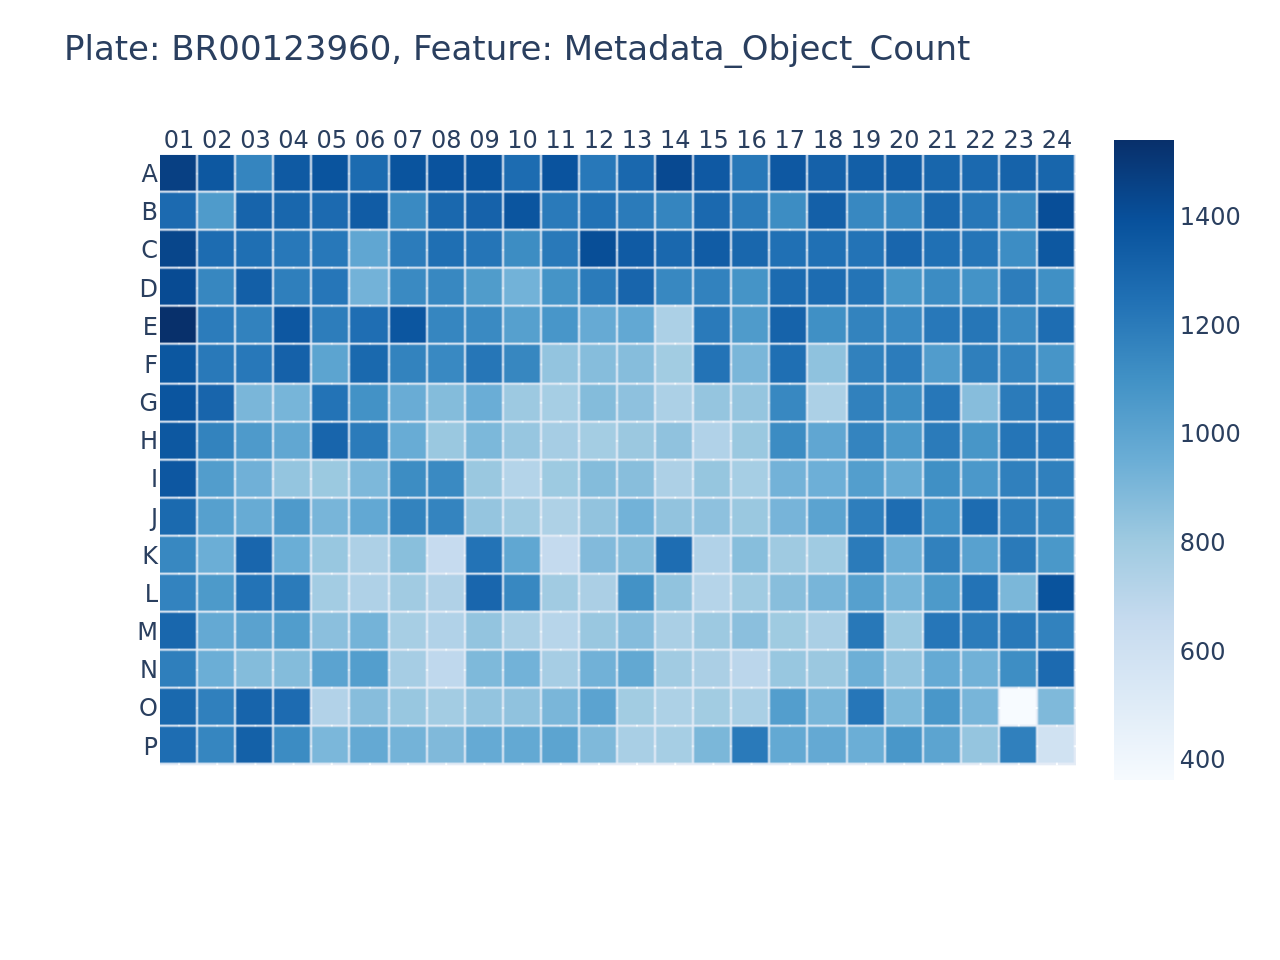 Plate: BR00123960, Feature: Metadata_Object_Count
01 02 03 04 05 06 07 08 09 10 11 12 13 14 15 16 17 18 19 20 21 22 23 24
A
B
C
D
E
F
G
H
I
J
K
L
M
N
O
P
1400
1200
1000
800
600
400